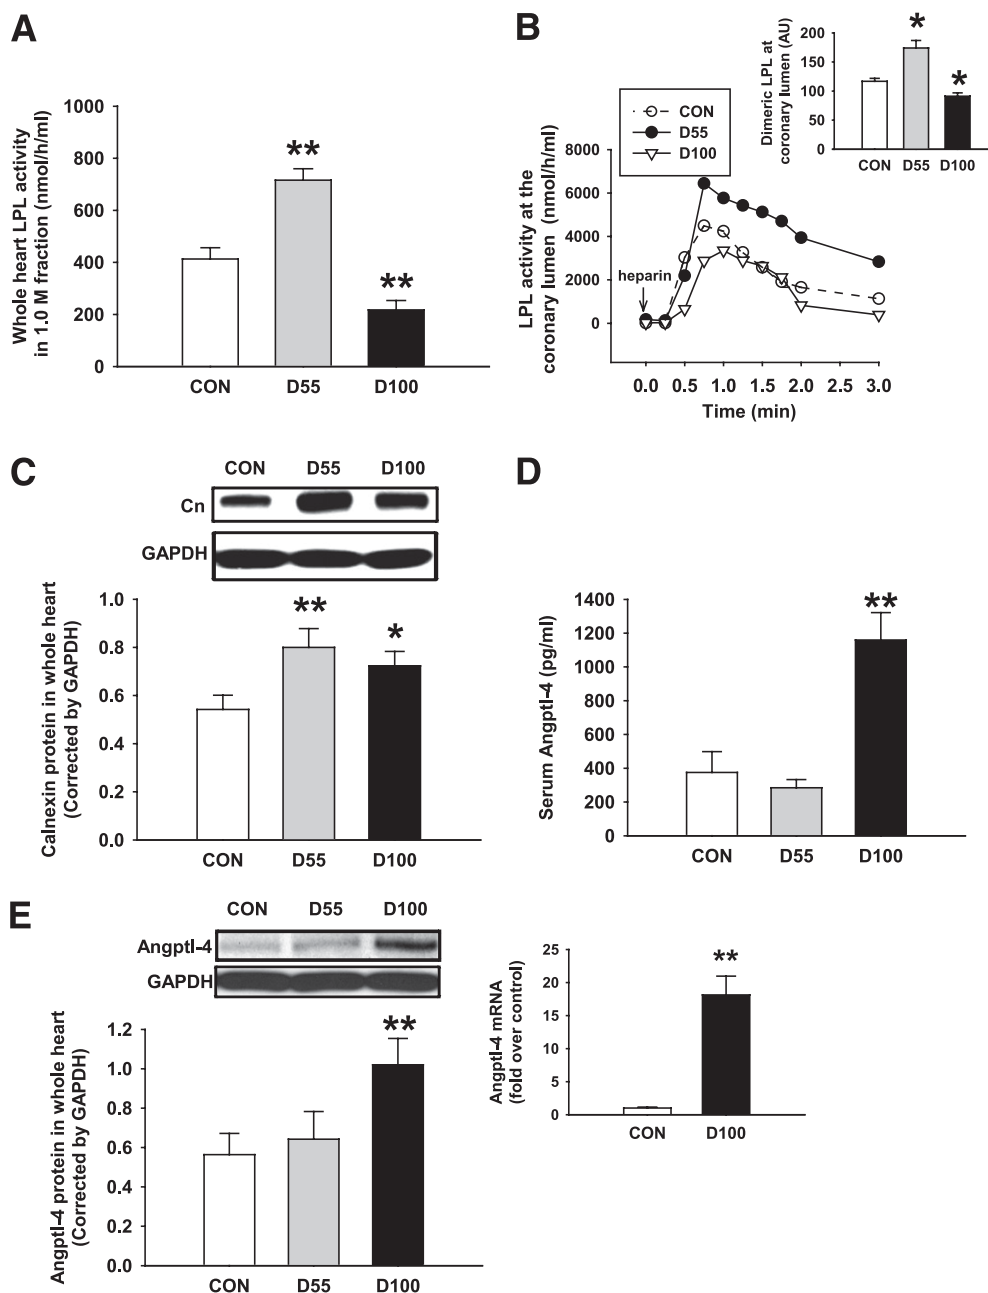 A
Whole heart LPL activity
in 1.0 M fraction (nmol/h/ml)
1000
800
600
400
200
0
**
**
CON D55 D100
B
LPL activity at the
coronary lumen (nmol/h/ml)
8000
6000
4000
2000
0
CON
D55
D100
heparin
0.0 0.5 1.0 1.5 2.0 2.5 3.0
Time (min)
Dimeric LPL at
coronary lumen (AU)
200
150
100
50
0
*
*
CON D55 D100
C
CON D55 D100
Cn
GAPDH
Calnexin protein in whole heart
(Corrected by GAPDH)
1.0
0.8
0.6
0.4
0.2
0.0
**
*
CON D55 D100
D
Serum Angptl-4 (pg/ml)
1400
1200
1000
800
600
400
200
0
**
CON D55 D100
E
CON D55 D100
Angptl-4
GAPDH
Angptl-4 protein in whole heart
(Corrected by GAPDH)
1.2
1.0
0.8
0.6
0.4
0.2
0.0
**
CON D55 D100
Angptl-4 mRNA
(fold over control)
25
20
15
10
5
0
**
CON D100